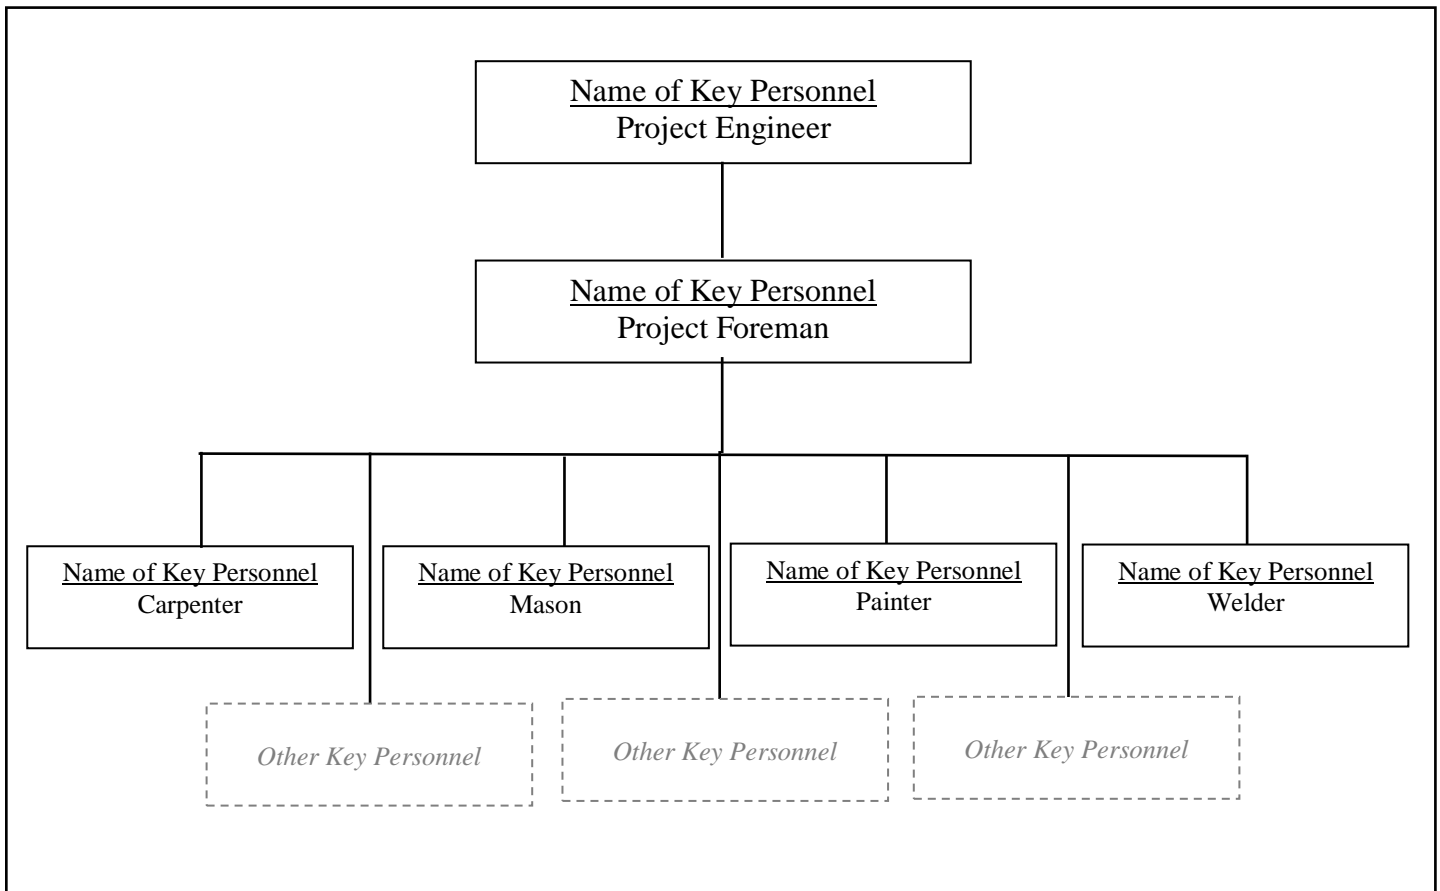 Name of Key Personnel
Project Engineer
Name of Key Personnel
Project Foreman
Name of Key Personnel
Carpenter
Name of Key Personnel
Mason
Name of Key Personnel
Painter
Name of Key Personnel
Welder
Other Key Personnel
Other Key Personnel
Other Key Personnel